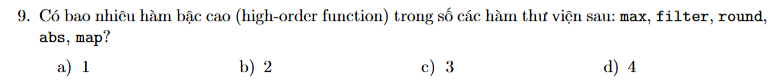 9. Có bao nhiêu hàm bậc cao (high-order function) trong số các hàm thư viện sau: max, filter, round,
abs, map?
a) 1 b) 2 c) 3 d) 4